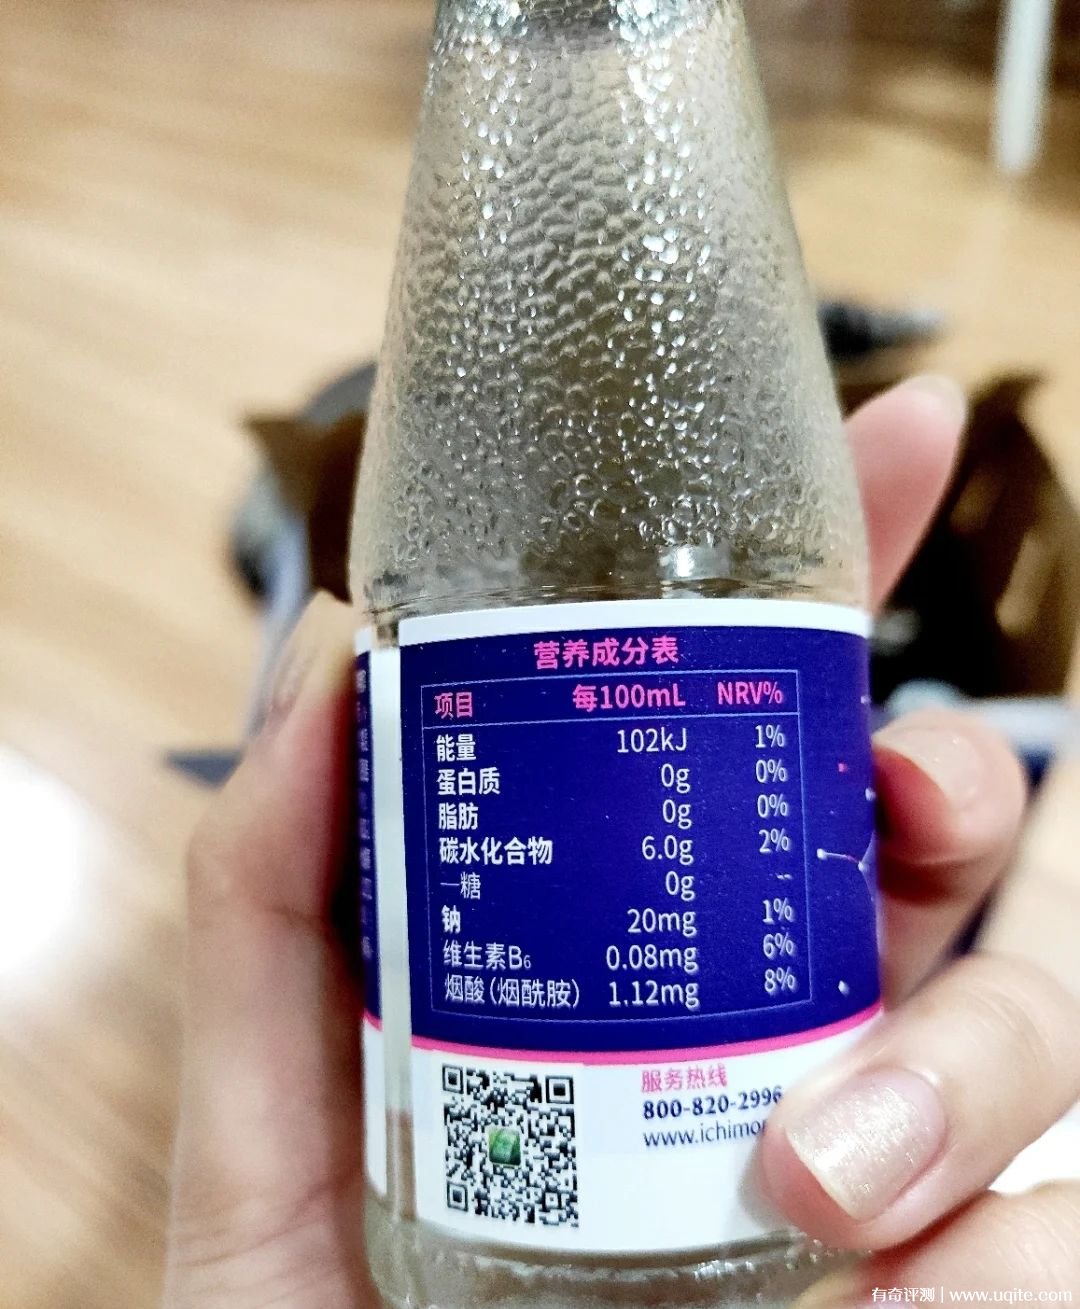 营养成分表
项目 每100mL NRV%
能量 102kJ 1%
蛋白质 0g 0%
脂肪 0g 0%
碳水化合物 6.0g 2%
—糖 0g --
钠 20mg 1%
维生素B₆ 0.08mg 6%
烟酸(烟酰胺) 1.12mg 8%
服务热线
800-820-2996
www.ichimor
有奇评测 | www.uqite.com